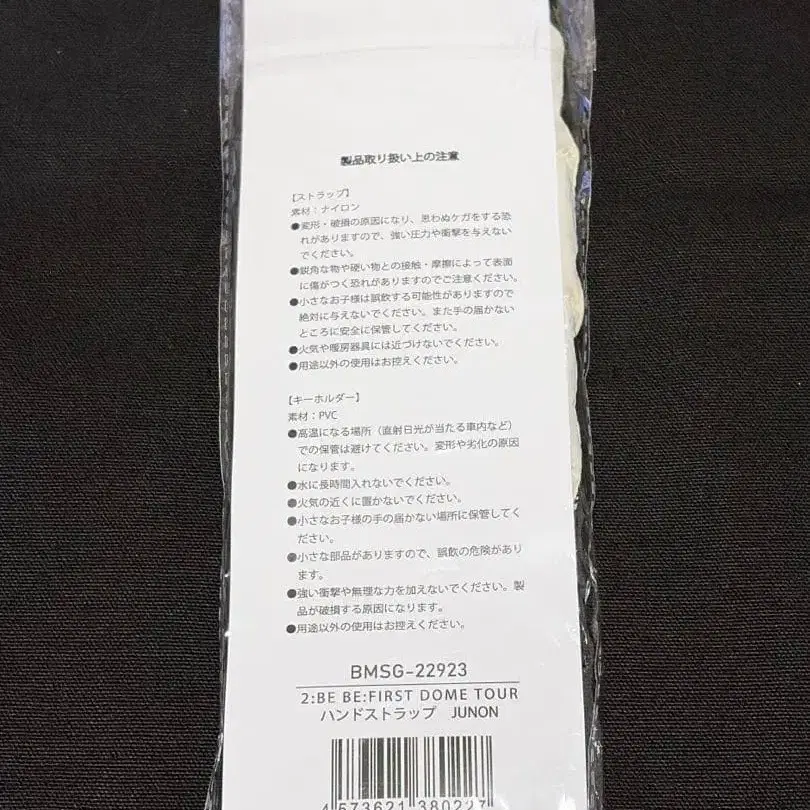 製品取り扱い上の注意
【ストラップ】
素材：ナイロン
●変形・破損の原因になり、思わぬケガをする恐
れがありますので、強い圧力や衝撃を与えない
でください。
●鋭角な物や硬い物との接触・摩擦によって表面
に傷がつく恐れがありますのでご注意ください。
●小さなお子様は誤飲する可能性がありますので
絶対に与えないでください。また手の届かない
ところに安全に保管してください。
●火気や暖房器具には近づけないでください。
●用途以外の使用はお控えください。
【キーホルダー】
素材：PVC
●高温になる場所（直射日光が当たる車内など）
での保管は避けてください。変形や劣化の原因
になります。
●水に長時間入れないでください。
●火気の近くに置かないでください。
●小さなお子様の手の届かない場所に保管してく
ださい。
●小さな部品がありますので、誤飲の危険があり
ます。
●強い衝撃や無理な力を加えないでください。製
品が破損する原因になります。
●用途以外の使用はお控えください。
BMSG-22923
2:BE BE:FIRST DOME TOUR
ハンドストラップ　JUNON
4 573621 380227